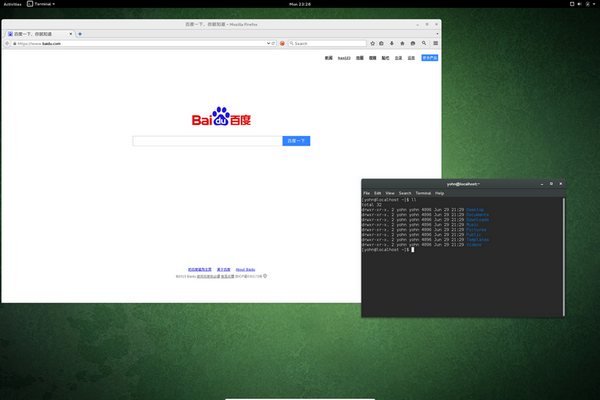 Activities Terminal Mon 23:28
百度一下，你就知道 - Mozilla Firefox
百度一下，你就知道
https://www.baidu.com Search
新闻 hao123 地图 视频 贴吧 登录 设置 更多产品
Bai du 百度
百度一下
把百度设为主页 关于百度 About Baidu
©2015 Baidu 使用百度前必读 意见反馈 京ICP证030173号
yohn@localhost:~
File Edit View Search Terminal Help
[yohn@localhost ~]$ ll
total 32
drwxr-xr-x. 2 yohn yohn 4096 Jun 29 21:29 Desktop
drwxr-xr-x. 2 yohn yohn 4096 Jun 29 21:29 Documents
drwxr-xr-x. 2 yohn yohn 4096 Jun 29 21:29 Downloads
drwxr-xr-x. 2 yohn yohn 4096 Jun 29 21:29 Music
drwxr-xr-x. 2 yohn yohn 4096 Jun 29 21:29 Pictures
drwxr-xr-x. 2 yohn yohn 4096 Jun 29 21:29 Public
drwxr-xr-x. 2 yohn yohn 4096 Jun 29 21:29 Templates
drwxr-xr-x. 2 yohn yohn 4096 Jun 29 21:29 Videos
[yohn@localhost ~]$